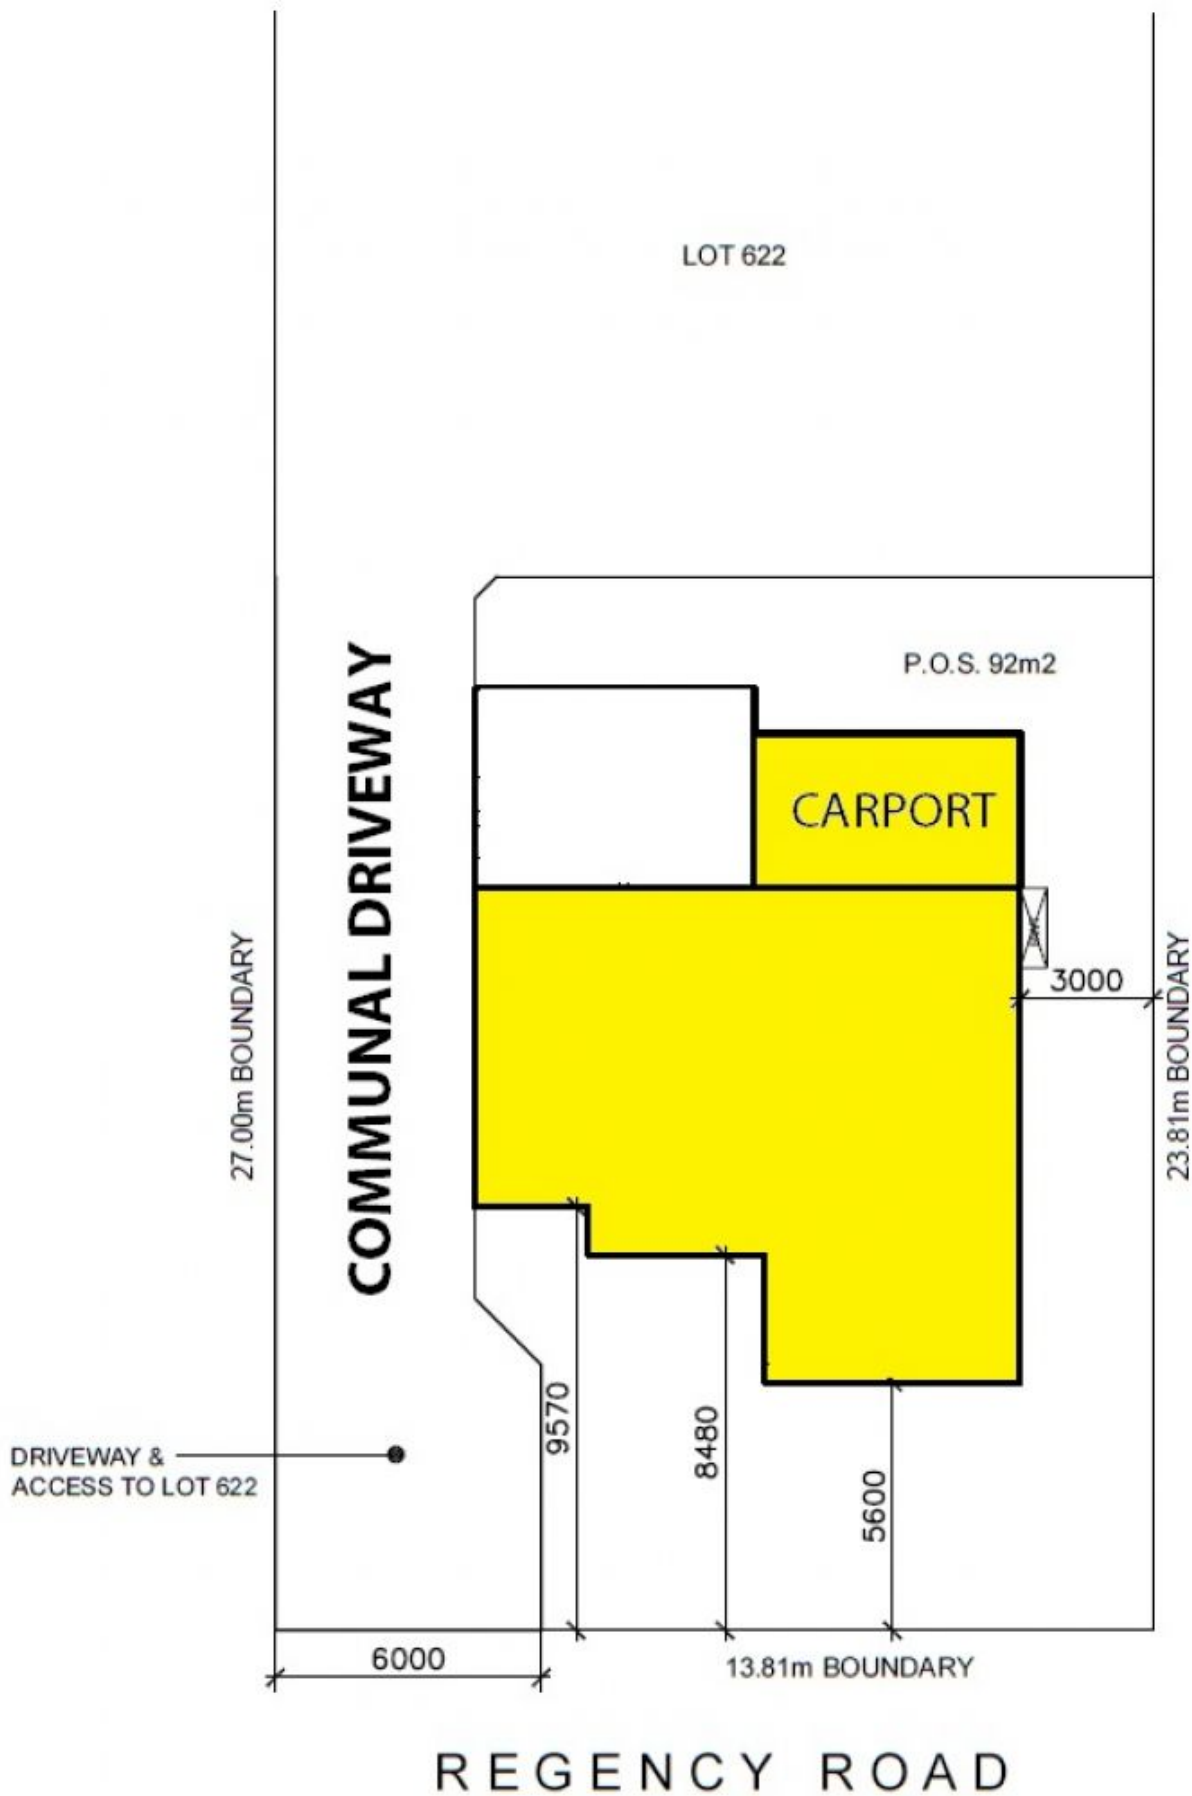 LOT 622
P.O.S. 92m2
COMMUNAL DRIVEWAY
CARPORT
27.00m BOUNDARY
3000
23.81m BOUNDARY
9570
8480
5600
DRIVEWAY &
ACCESS TO LOT 622
6000
13.81m BOUNDARY
REGENCY ROAD